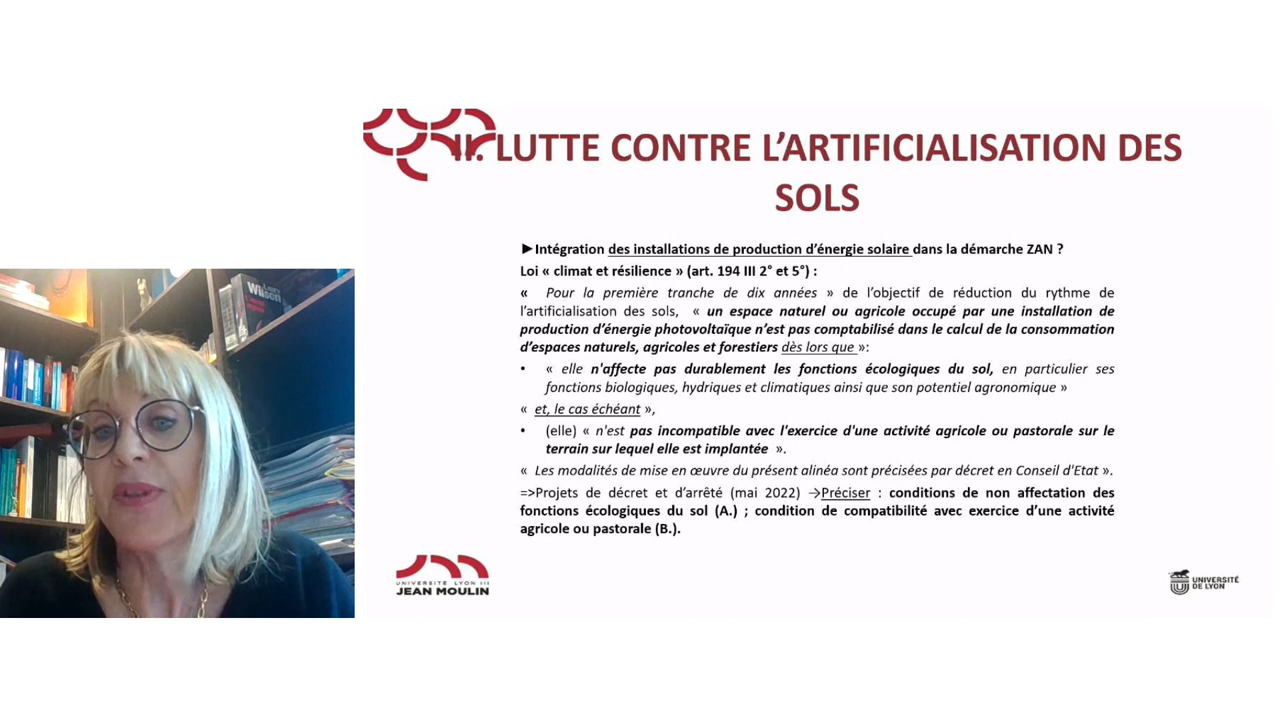 II. LUTTE CONTRE L'ARTIFICIALISATION DES
SOLS
►Intégration des installations de production d'énergie solaire dans la démarche ZAN ?
Loi « climat et résilience » (art. 194 III 2° et 5°) :
« Pour la première tranche de dix années » de l'objectif de réduction du rythme de
l'artificialisation des sols, « un espace naturel ou agricole occupé par une installation de
production d'énergie photovoltaïque n'est pas comptabilisé dans le calcul de la consommation
d'espaces naturels, agricoles et forestiers dès lors que »:
• « elle n'affecte pas durablement les fonctions écologiques du sol, en particulier ses
fonctions biologiques, hydriques et climatiques ainsi que son potentiel agronomique »
« et, le cas échéant »,
• (elle) « n'est pas incompatible avec l'exercice d'une activité agricole ou pastorale sur le
terrain sur lequel elle est implantée ».
« Les modalités de mise en œuvre du présent alinéa sont précisées par décret en Conseil d'Etat ».
=>Projets de décret et d'arrêté (mai 2022) →Préciser : conditions de non affectation des
fonctions écologiques du sol (A.) ; condition de compatibilité avec exercice d'une activité
agricole ou pastorale (B.).
UNIVERSITÉ LYON III
JEAN MOULIN
UNIVERSITÉ
DE LYON
Wilson